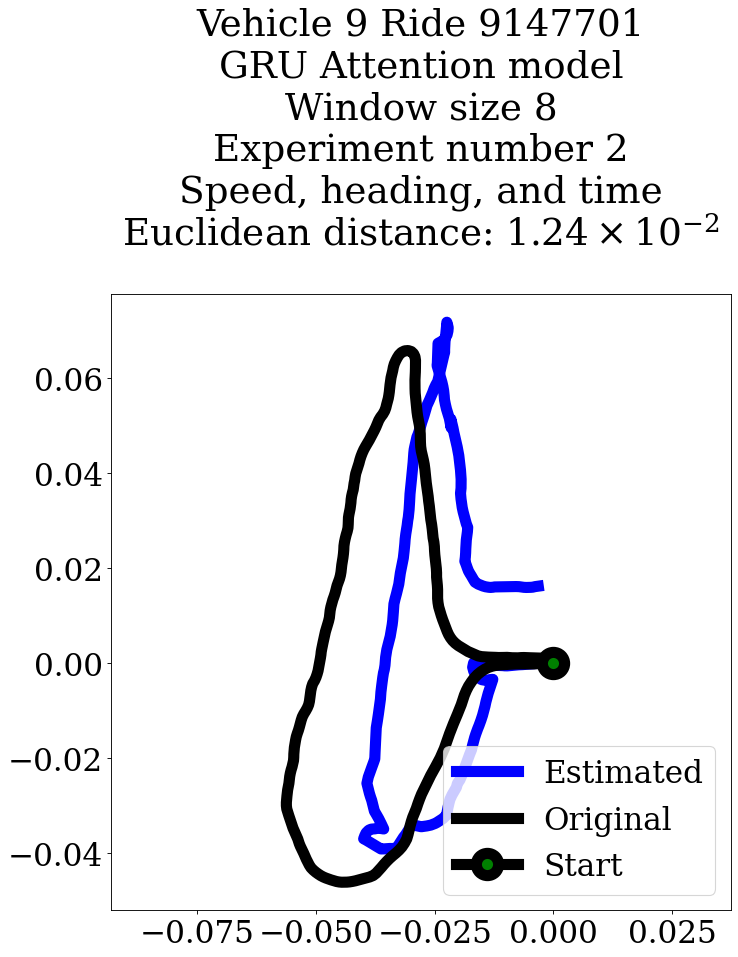 Vehicle 9 Ride 9147701
GRU Attention model
Window size 8
Experiment number 2
Speed, heading, and time
Euclidean distance: 1.24 × 10⁻²
0.06
0.04
0.02
0.00
−0.02
−0.04
−0.075 −0.050 −0.025 0.000 0.025
Estimated
Original
Start